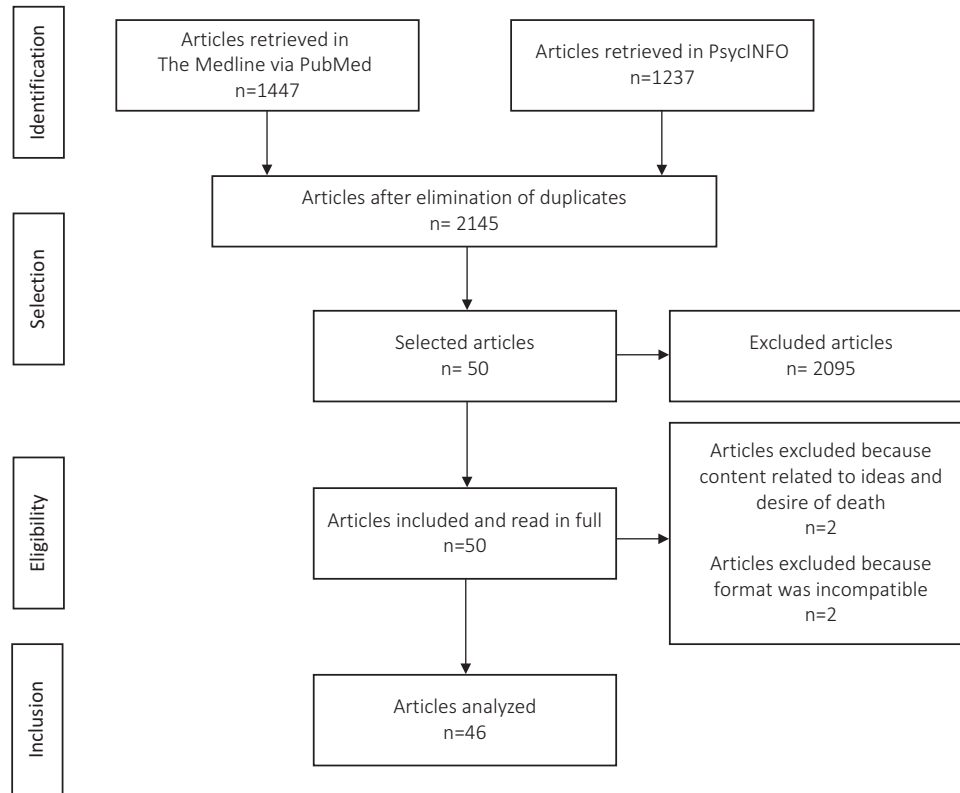 Identification
Articles retrieved in
The Medline via PubMed
n=1447
Articles retrieved in PsycINFO
n=1237
Articles after elimination of duplicates
n= 2145
Selection
Selected articles
n= 50
Excluded articles
n= 2095
Eligibility
Articles included and read in full
n=50
Articles excluded because
content related to ideas and
desire of death
n=2
Articles excluded because
format was incompatible
n=2
Inclusion
Articles analyzed
n=46